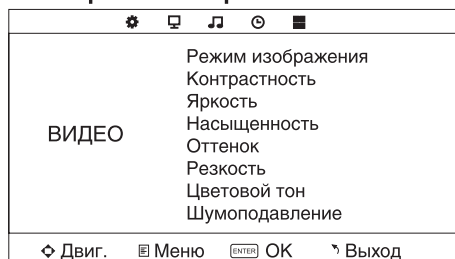 Режим изображения
Контрастность
Яркость
Насыщенность
ВИДЕО
Оттенок
Резкость
Цветовой тон
Шумоподавление
Двиг. Меню ENTER OK Выход